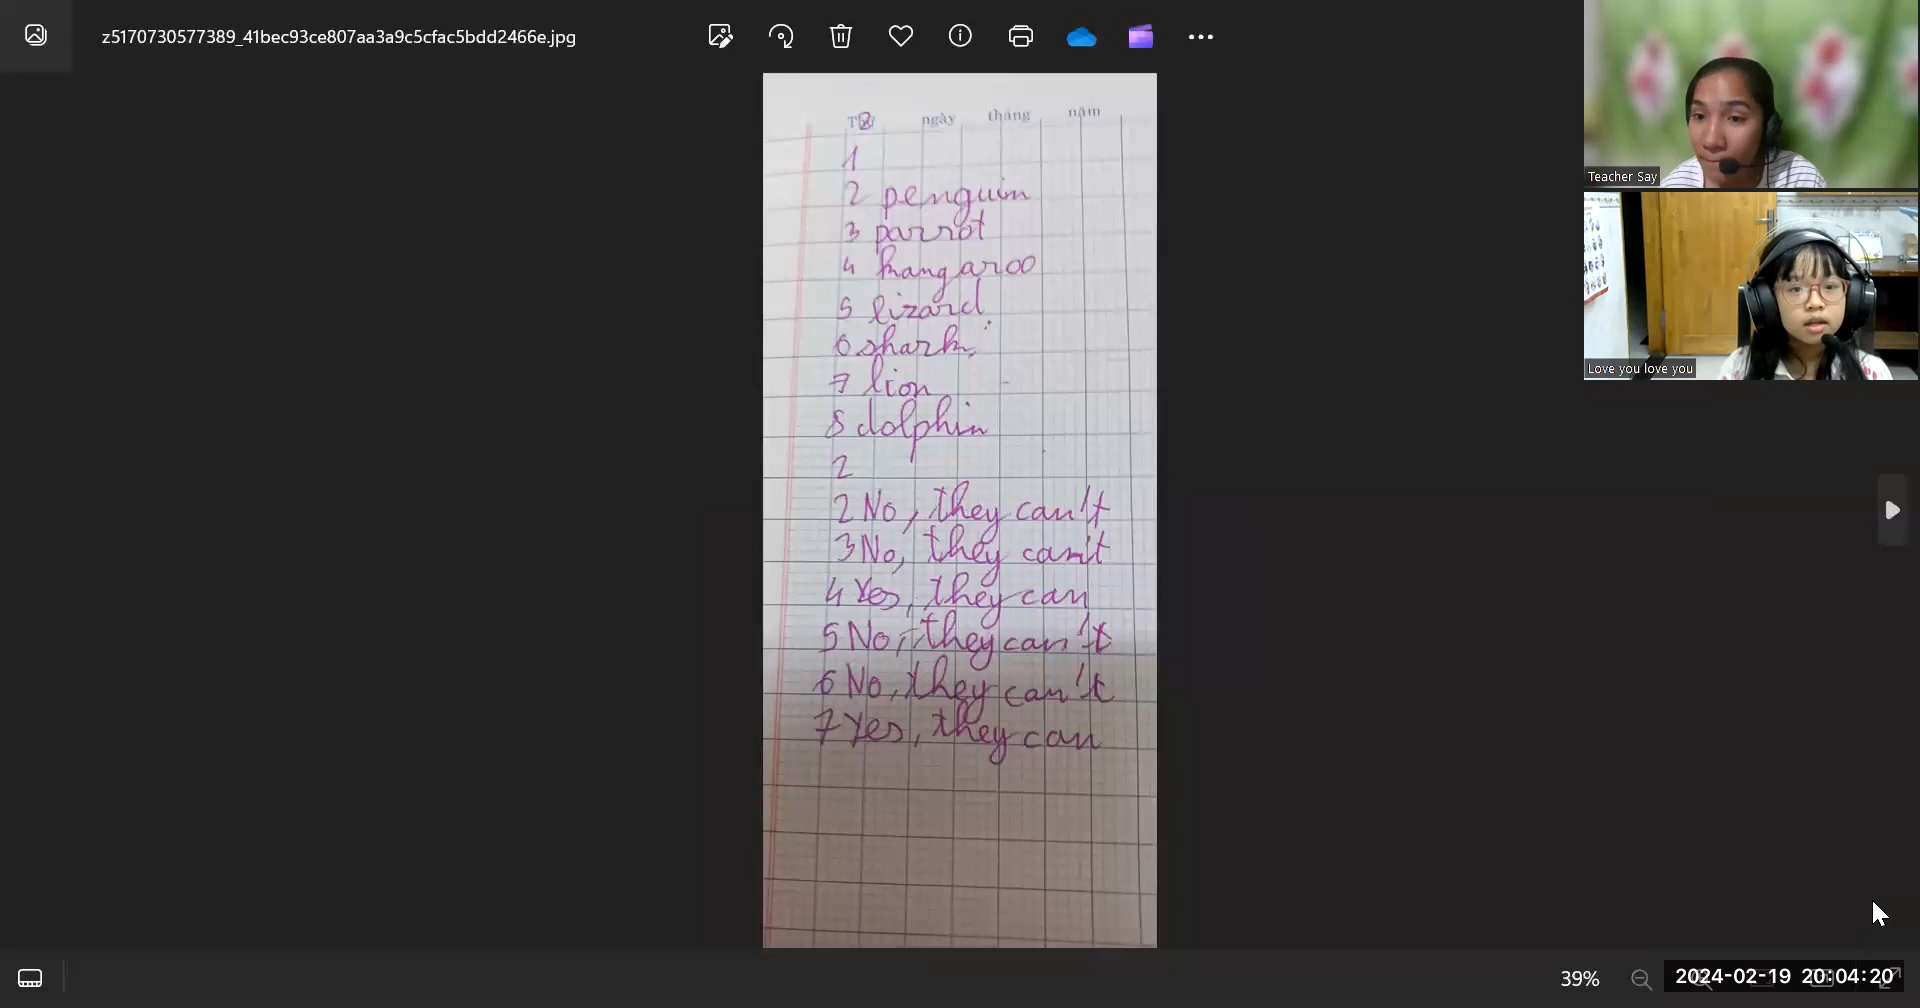 z5170730577389_41bec93ce807aa3a9c5cfac5bdd2466e.jpg
ngày tháng năm
1
2 penguin
3 parrot
4 kangaroo
5 lizard
6 shark
7 lion
8 dolphin
2
2 No, they can't
3 No, they can't
4 Yes, they can
5 No, they can't
6 No, they can't
7 Yes, they can
Teacher Say
Love you love you
39%
2024-02-19 20:04:20